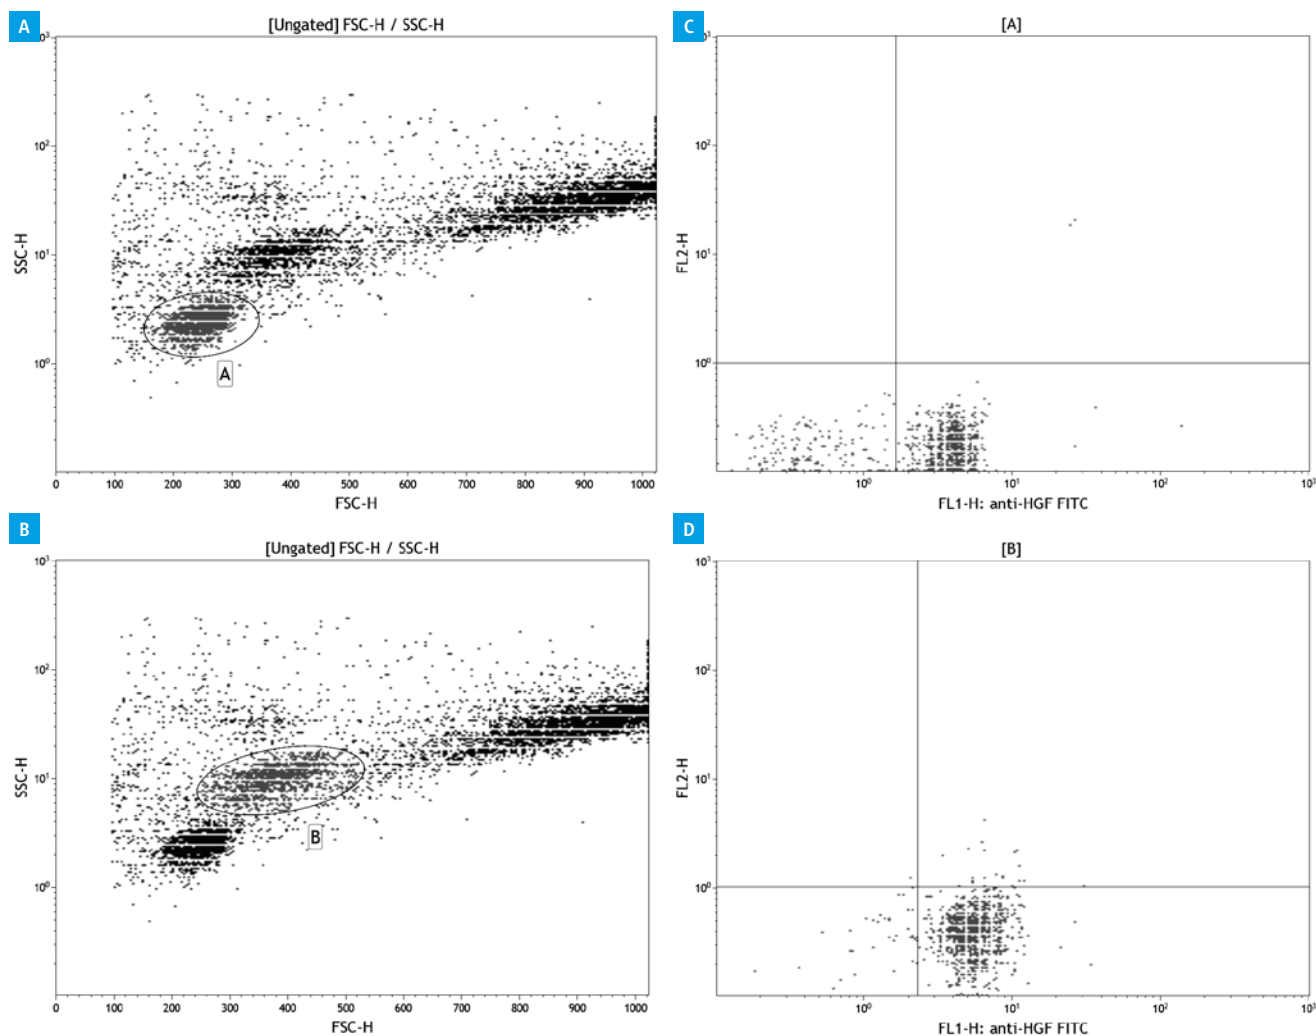 A
[Ungated] FSC-H / SSC-H
10³
10²
10¹
10⁰
SSC-H
A
0 100 200 300 400 500 600 700 800 900 1000
FSC-H
C
[A]
10³
10²
10¹
10⁰
FL2-H
10⁰ 10¹ 10² 10³
FL1-H: anti-HGF FITC
B
[Ungated] FSC-H / SSC-H
10³
10²
10¹
10⁰
SSC-H
B
0 100 200 300 400 500 600 700 800 900 1000
FSC-H
D
[B]
10³
10²
10¹
10⁰
FL2-H
10⁰ 10¹ 10² 10³
FL1-H: anti-HGF FITC